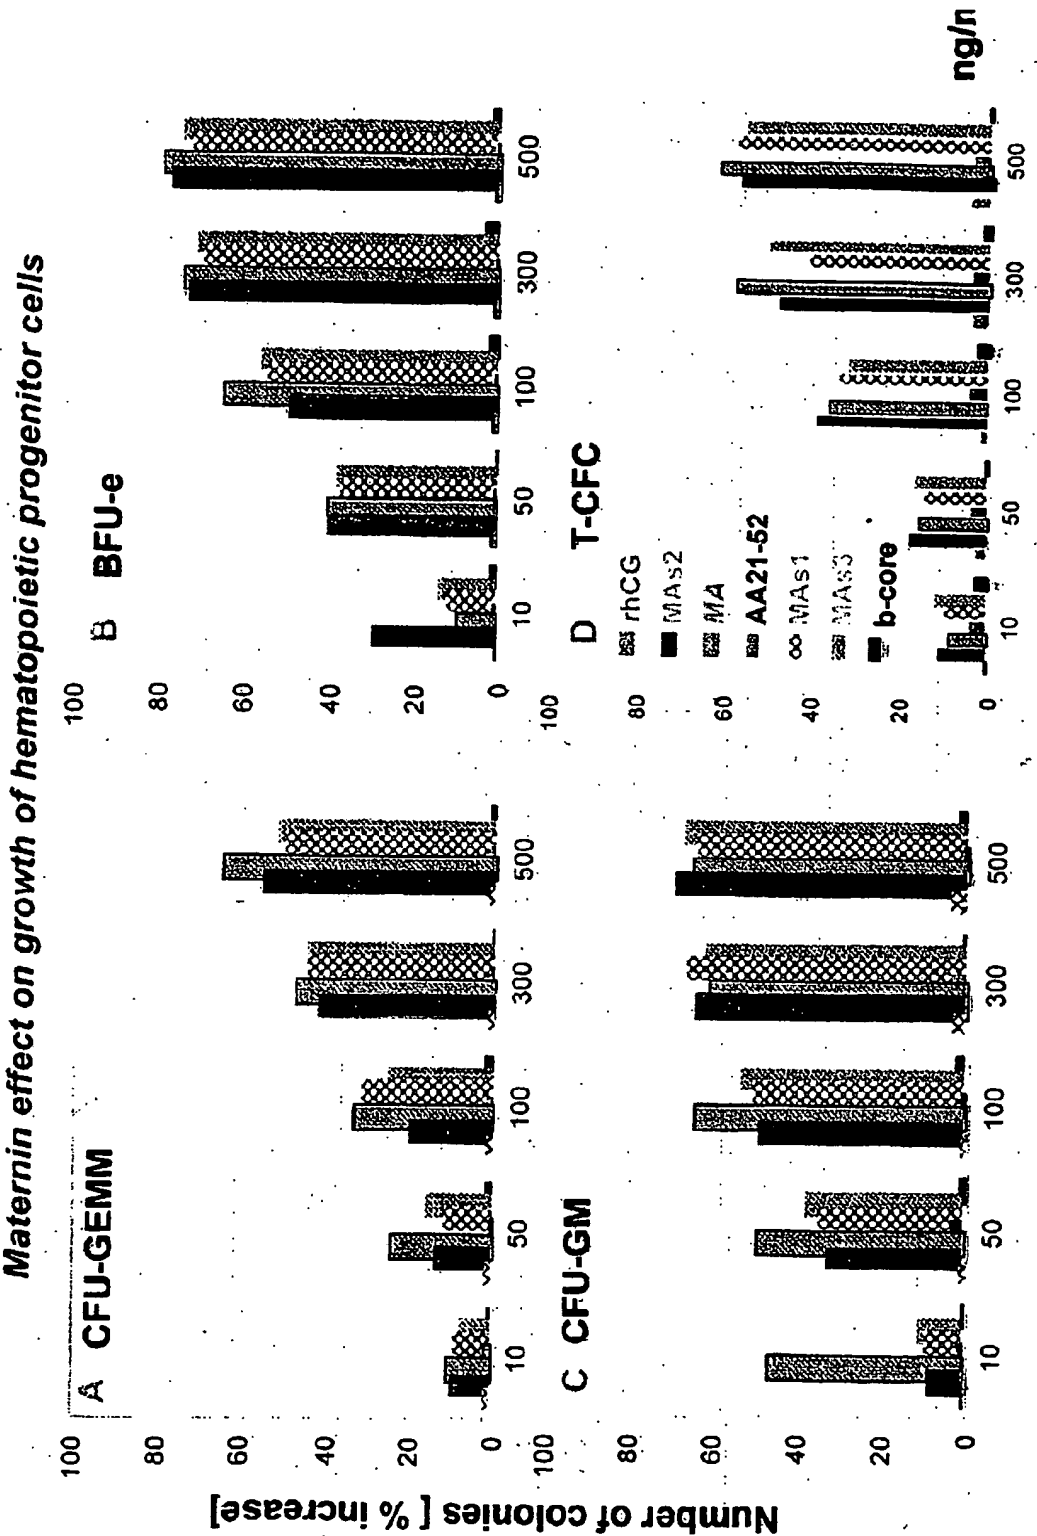 Maternin effect on growth of hematopoietic progenitor cells
Number of colonies [ % increase]
A CFU-GEMM
100
80
60
40
20
0
10 50 100 300 500
B BFU-e
100
80
60
40
20
0
10 50 100 300 500
C CFU-GM
100
80
60
40
20
0
10 50 100 300 500
D T-CFC
100
80
60
40
20
0
rhCG
MAs2
MA
AA21-52
MAs1
MAs3
b-core
10 50 100 300 500
ng/n